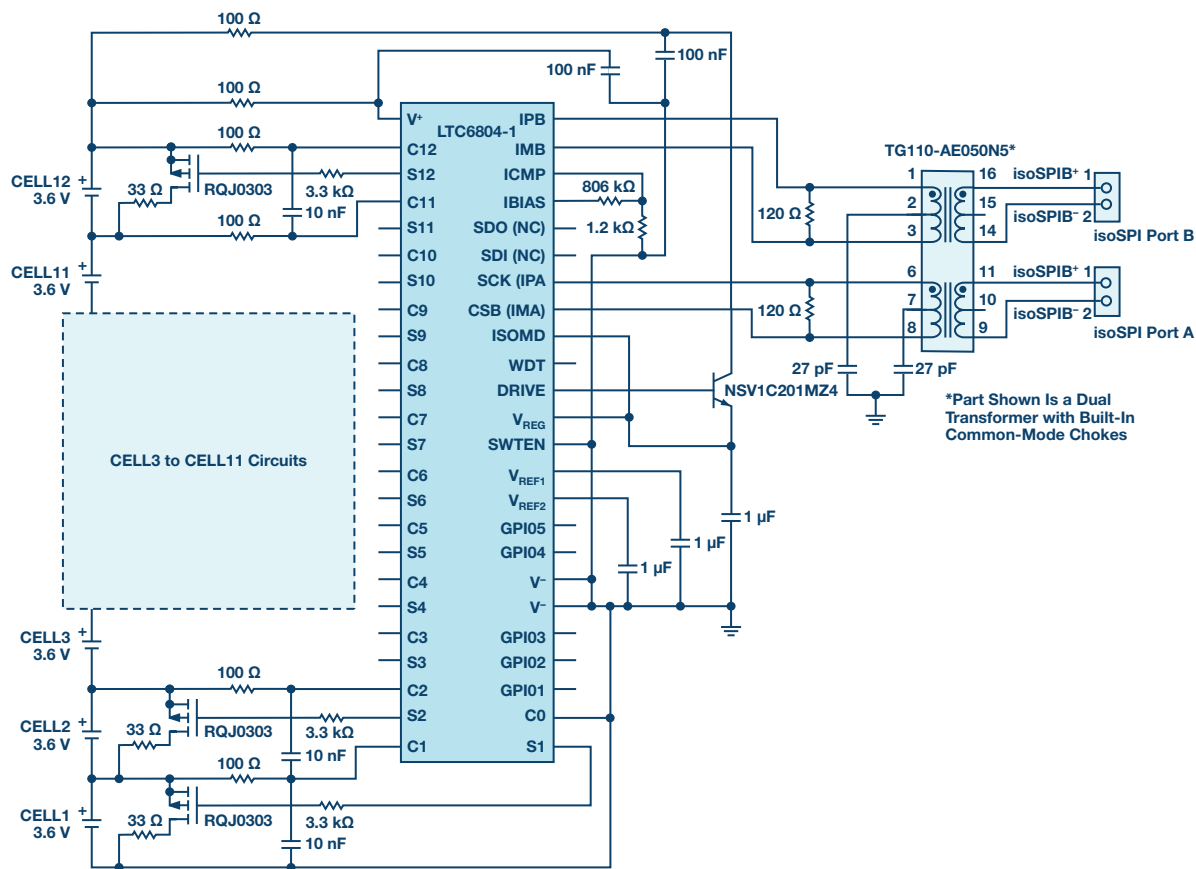 100 Ω
100 nF
100 nF
100 Ω
100 Ω
CELL12
3.6 V
+
33 Ω
RQJ0303
3.3 kΩ
10 nF
100 Ω
CELL11
3.6 V
+
CELL3 to CELL11 Circuits
CELL3
3.6 V
+
100 Ω
CELL2
3.6 V
+
33 Ω
RQJ0303
3.3 kΩ
10 nF
100 Ω
CELL1
3.6 V
+
33 Ω
RQJ0303
3.3 kΩ
10 nF
LTC6804-1
V+
C12
S12
C11
S11
C10
S10
C9
S9
C8
S8
C7
S7
C6
S6
C5
S5
C4
S4
C3
S3
C2
S2
C1
IPB
IMB
ICMP
IBIAS
SDO (NC)
SDI (NC)
SCK (IPA
CSB (IMA)
ISOMD
WDT
DRIVE
VREG
SWTEN
VREF1
VREF2
GPI05
GPI04
V–
V–
GPI03
GPI02
GPI01
C0
S1
806 kΩ
1.2 kΩ
120 Ω
120 Ω
NSV1C201MZ4
1 µF
1 µF
1 µF
27 pF
27 pF
TG110-AE050N5*
1
2
3
16
15
14
6
7
8
11
10
9
isoSPIB+ 1
isoSPIB– 2
isoSPI Port B
isoSPIB+ 1
isoSPIB– 2
isoSPI Port A
*Part Shown Is a Dual
Transformer with Built-In
Common-Mode Chokes